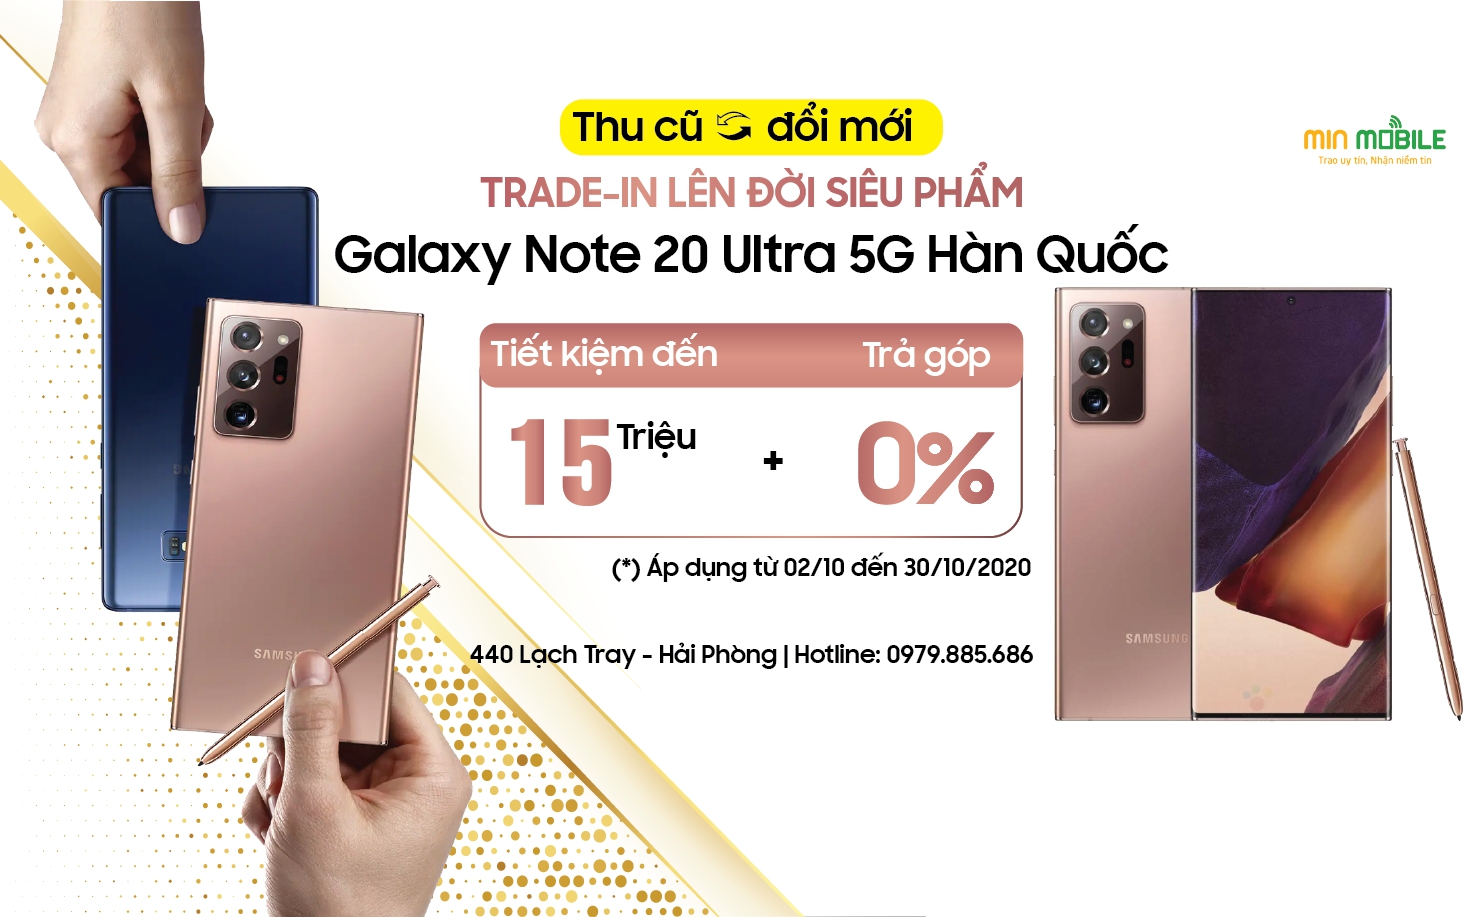 Thu cũ đổi mới
MIN MOBILE
Trao uy tín, Nhận niềm tin
TRADE-IN LÊN ĐỜI SIÊU PHẨM
Galaxy Note 20 Ultra 5G Hàn Quốc
Tiết kiệm đến Trả góp
15 Triệu + 0%
(*) Áp dụng từ 02/10 đến 30/10/2020
SAMSUNG
SAMS
440 Lạch Tray - Hải Phòng | Hotline: 0979.885.686